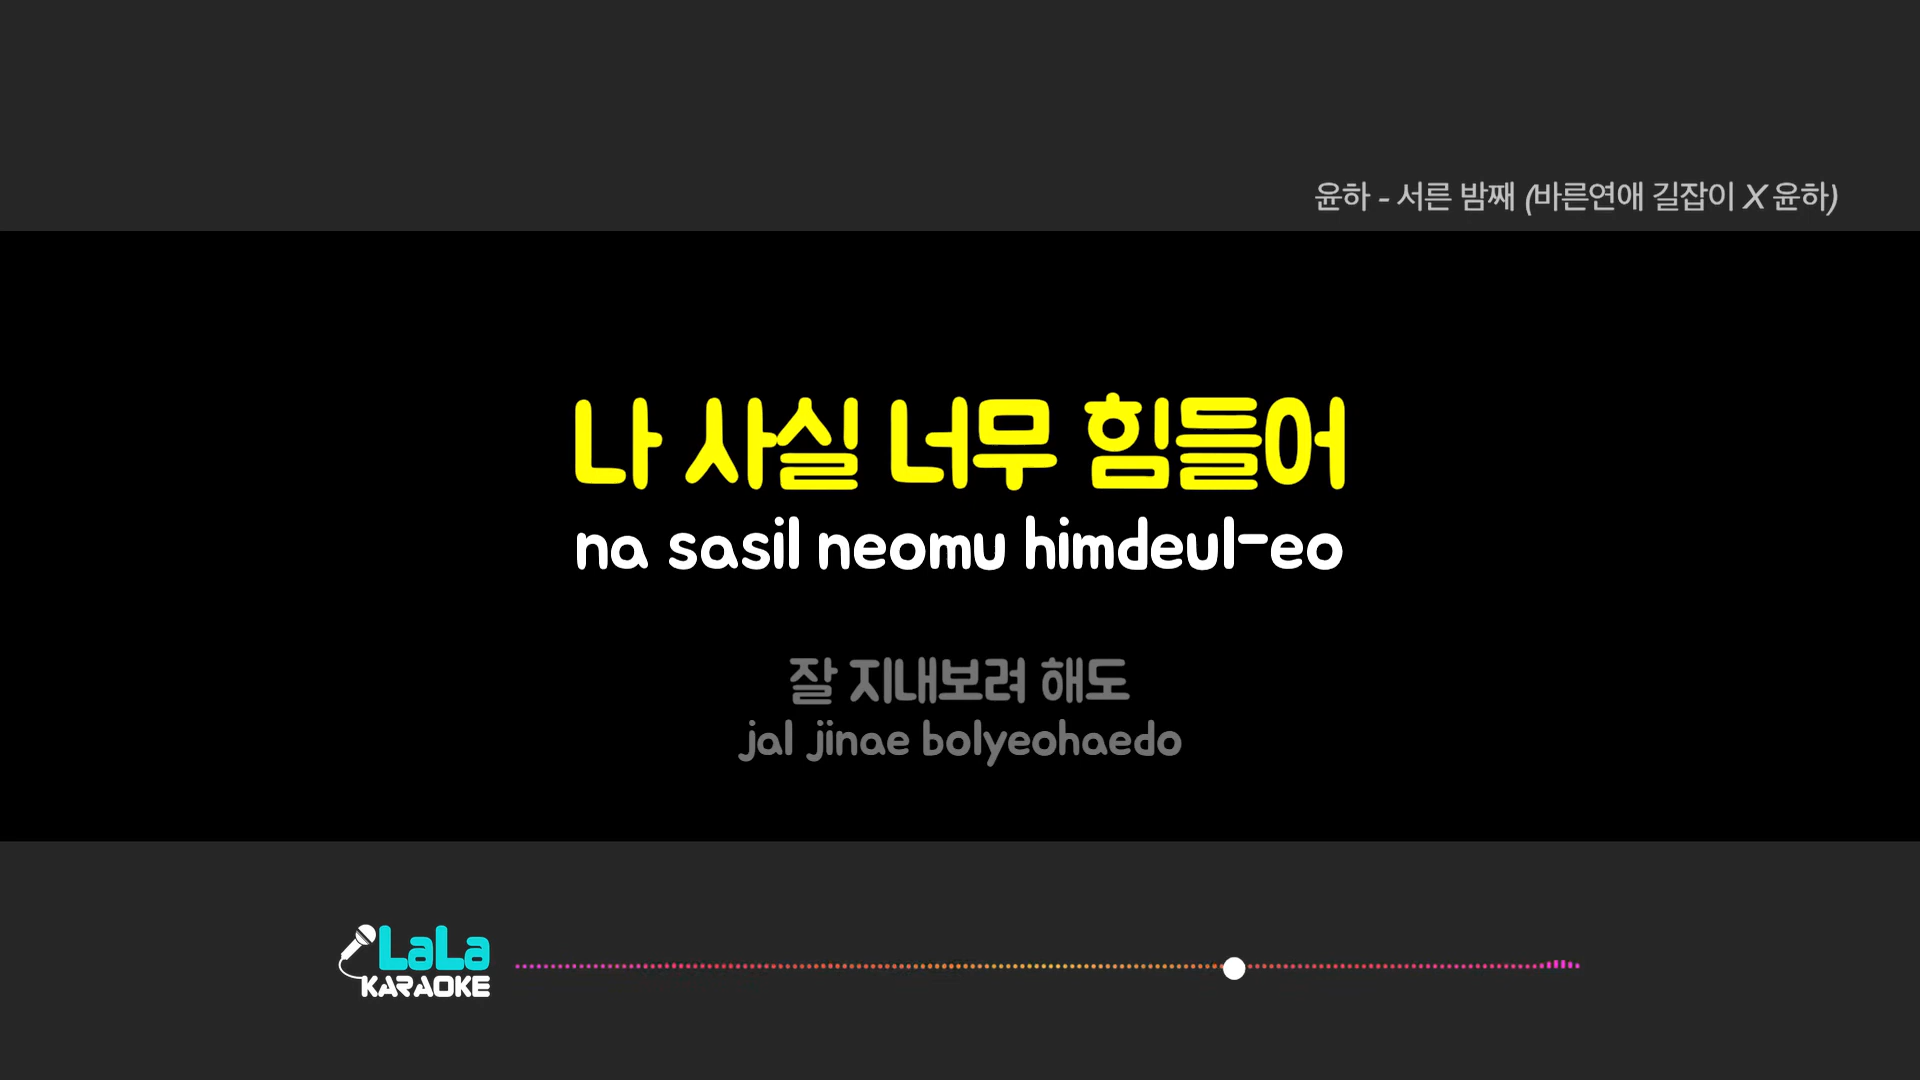 윤하 - 서른 밤째 (바른연애 길잡이 X 윤하)
나 사실 너무 힘들어
na sasil neomu himdeul-eo
잘 지내보려 해도
jal jinae bolyeohaedo
LaLa
KARAOKE